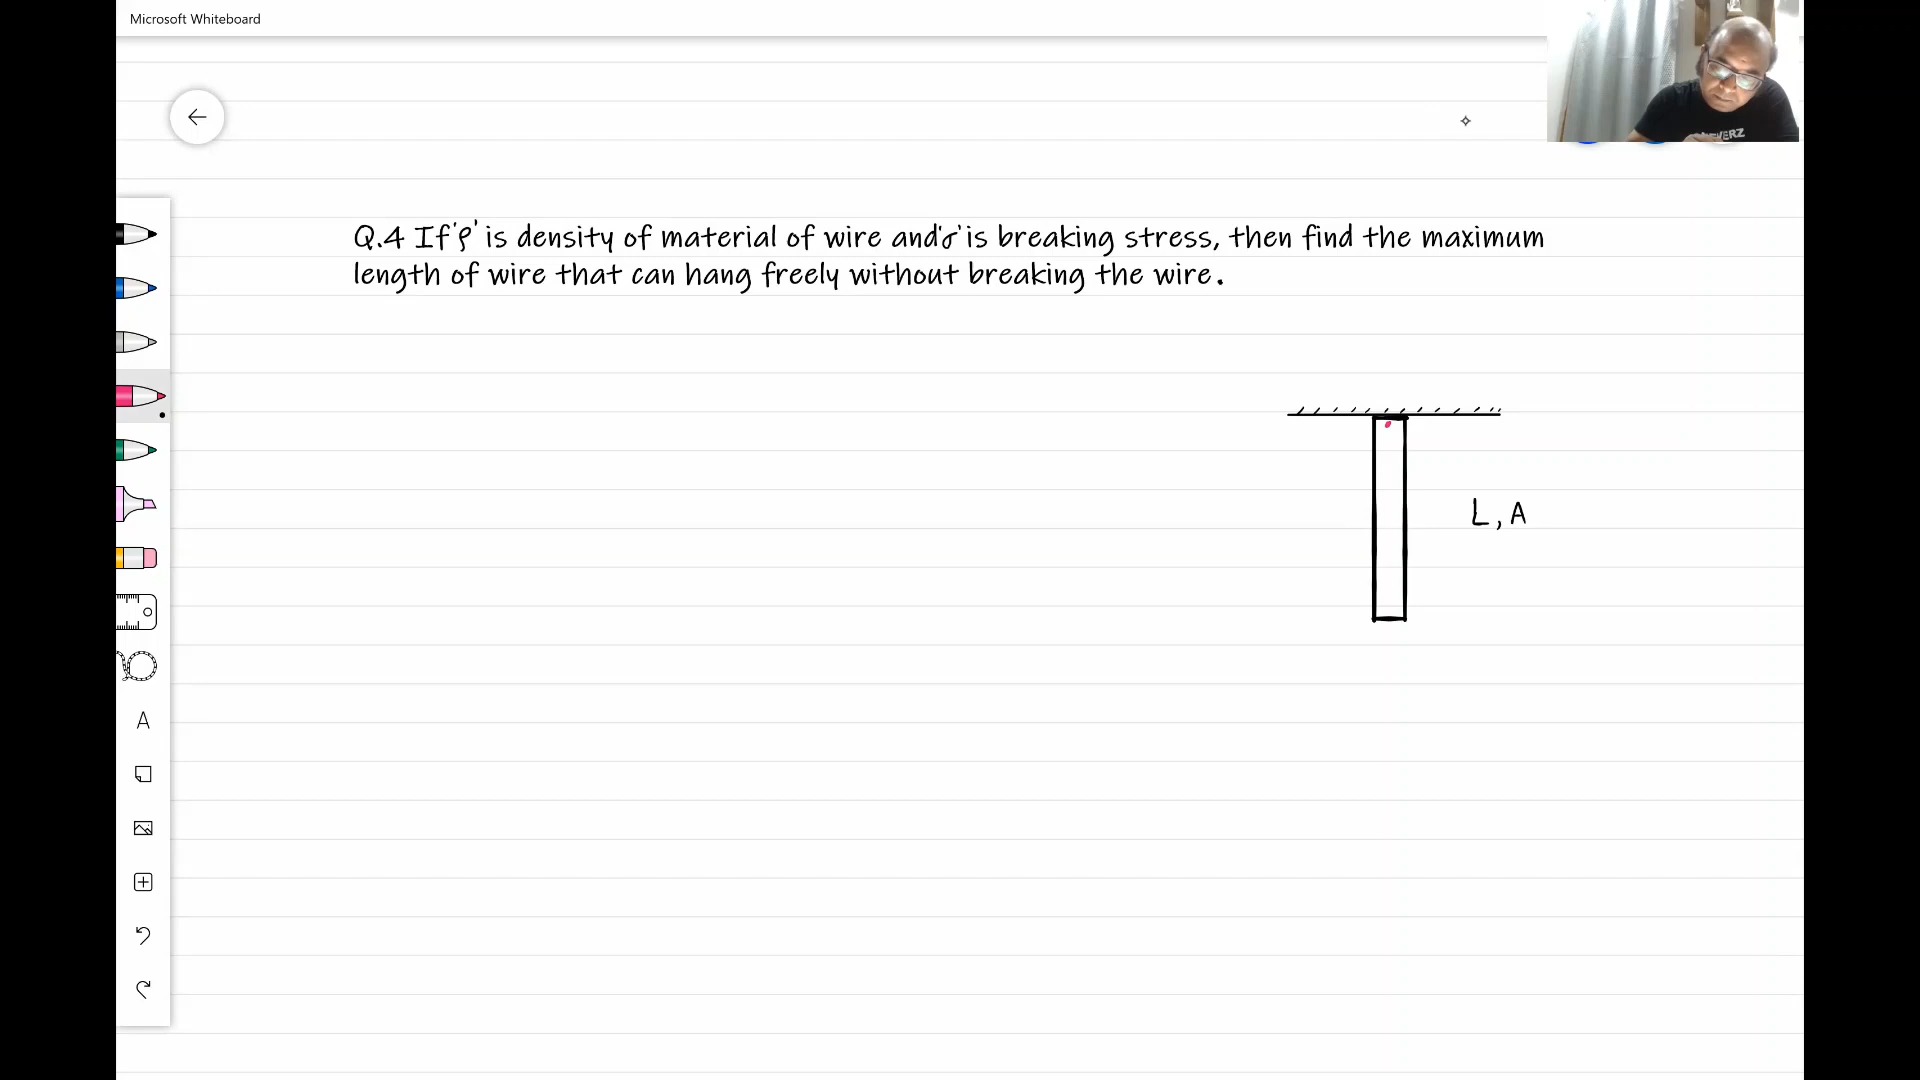 Microsoft Whiteboard
Q.4 If 'ρ' is density of material of wire and 'σ' is breaking stress, then find the maximum
length of wire that can hang freely without breaking the wire.
L, A
A